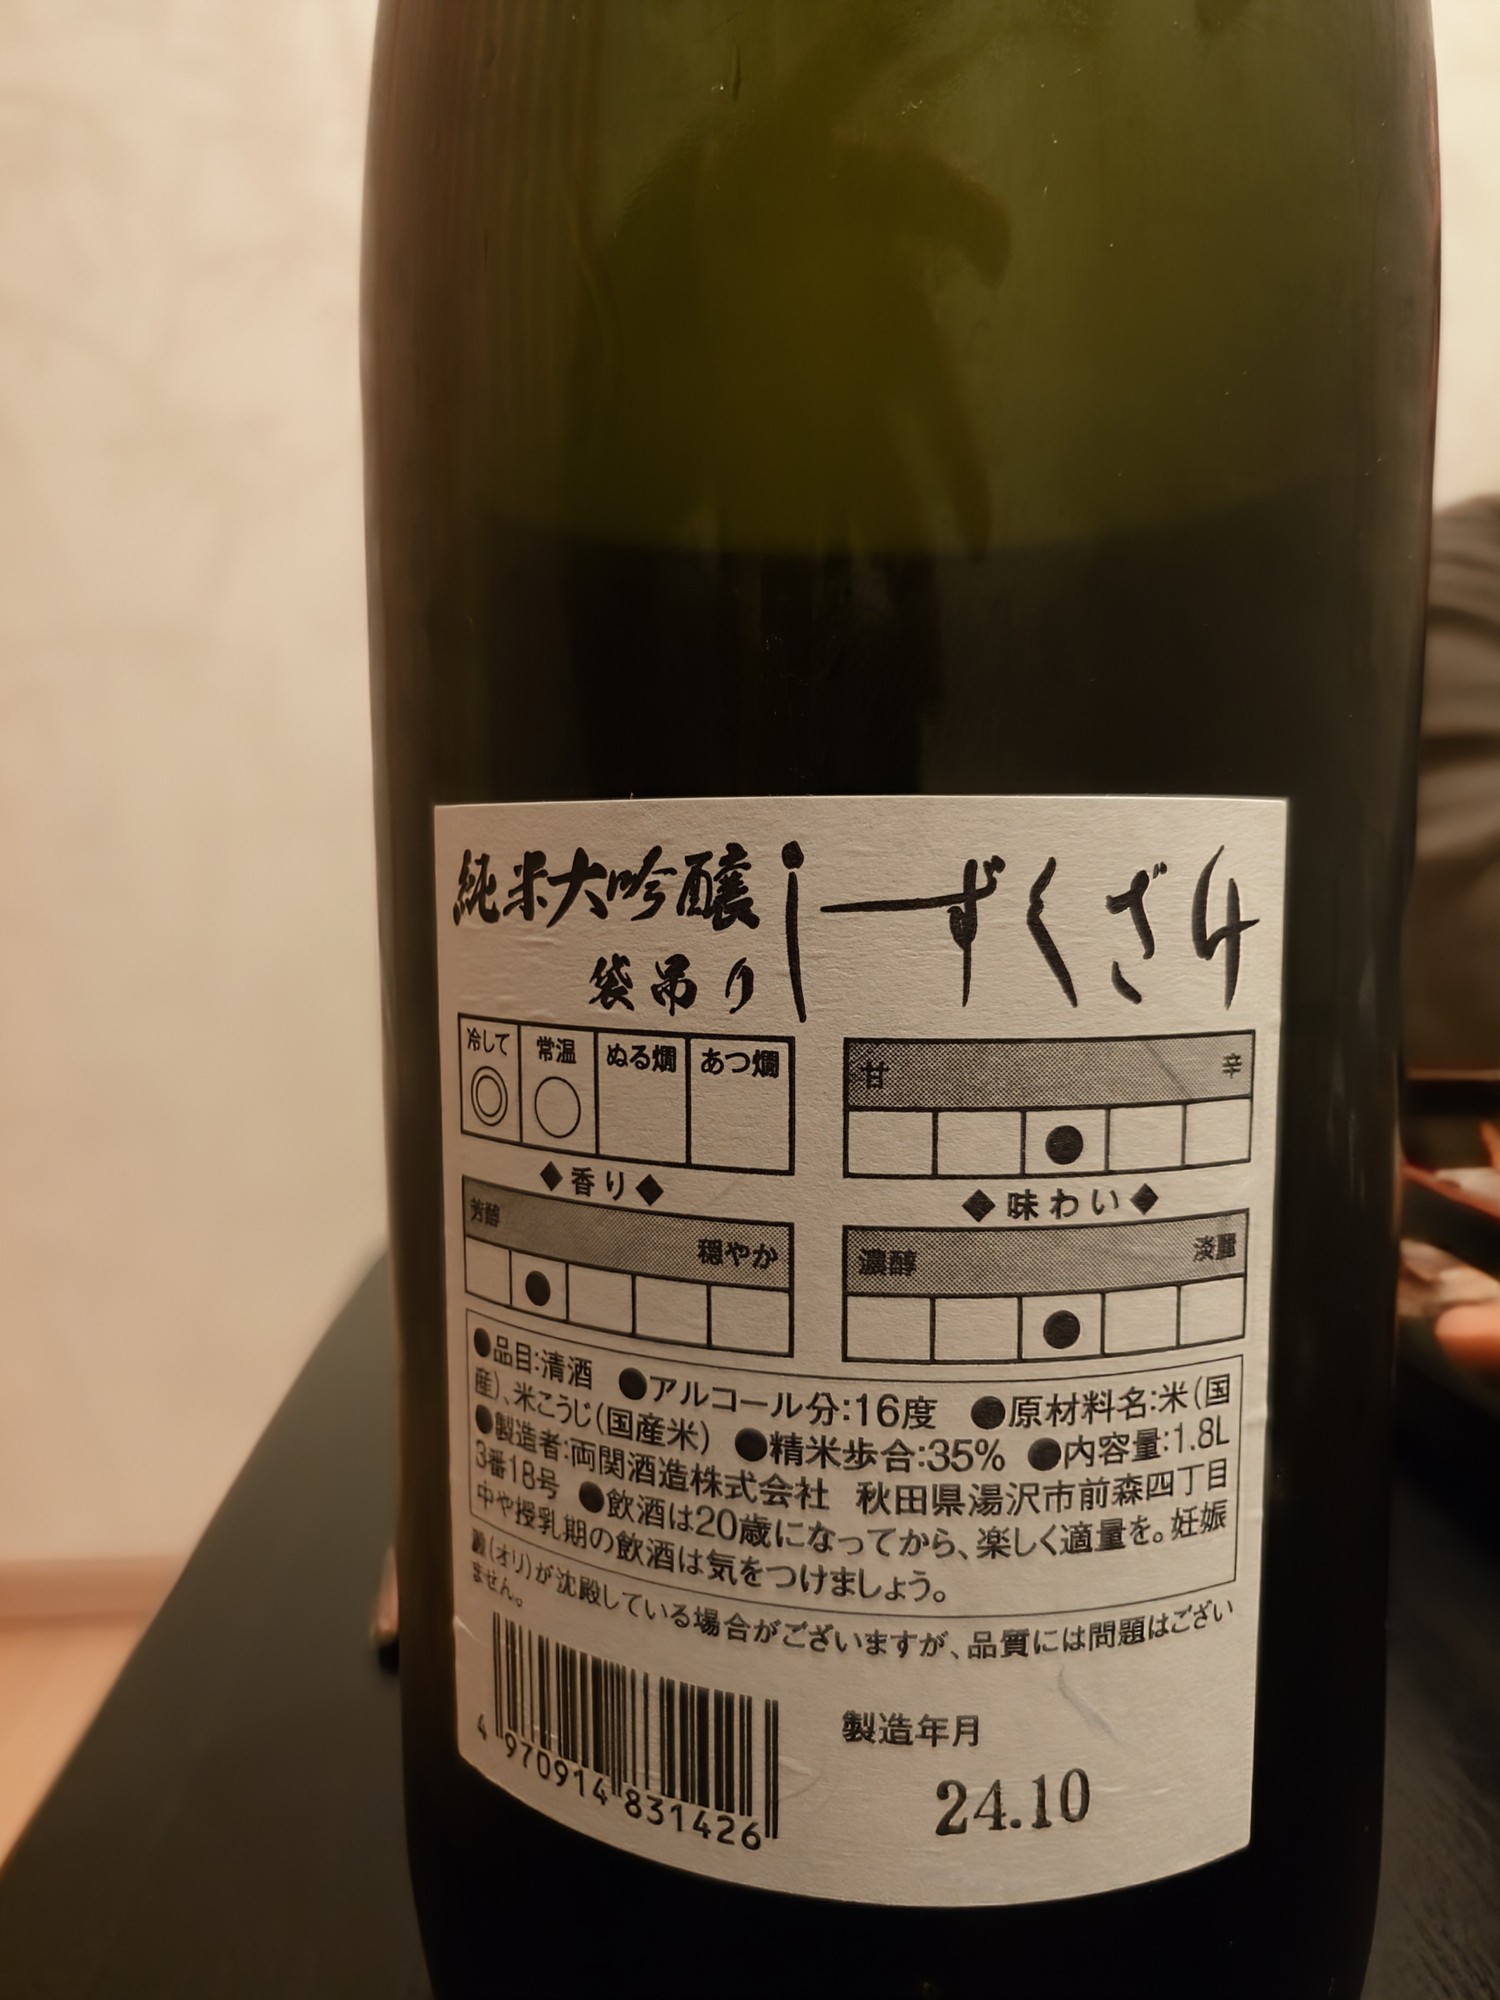 純米大吟醸
袋吊り
しずくざけ
冷して 常温 ぬる燗 あつ燗
◎ ○
甘 辛
●
◆香り◆
◆味わい◆
芳醇 穏やか
●
濃醇 淡麗
●
●品目:清酒 ●アルコール分:16度 ●原材料名:米(国
産)、米こうじ(国産米) ●精米歩合:35% ●内容量:1.8L
●製造者:両関酒造株式会社 秋田県湯沢市前森四丁目
3番18号 ●飲酒は20歳になってから、楽しく適量を。妊娠
中や授乳期の飲酒は気をつけましょう。
澱(オリ)が沈殿している場合がございますが、品質には問題はござい
ません。
4 970914 831426
製造年月
24.10